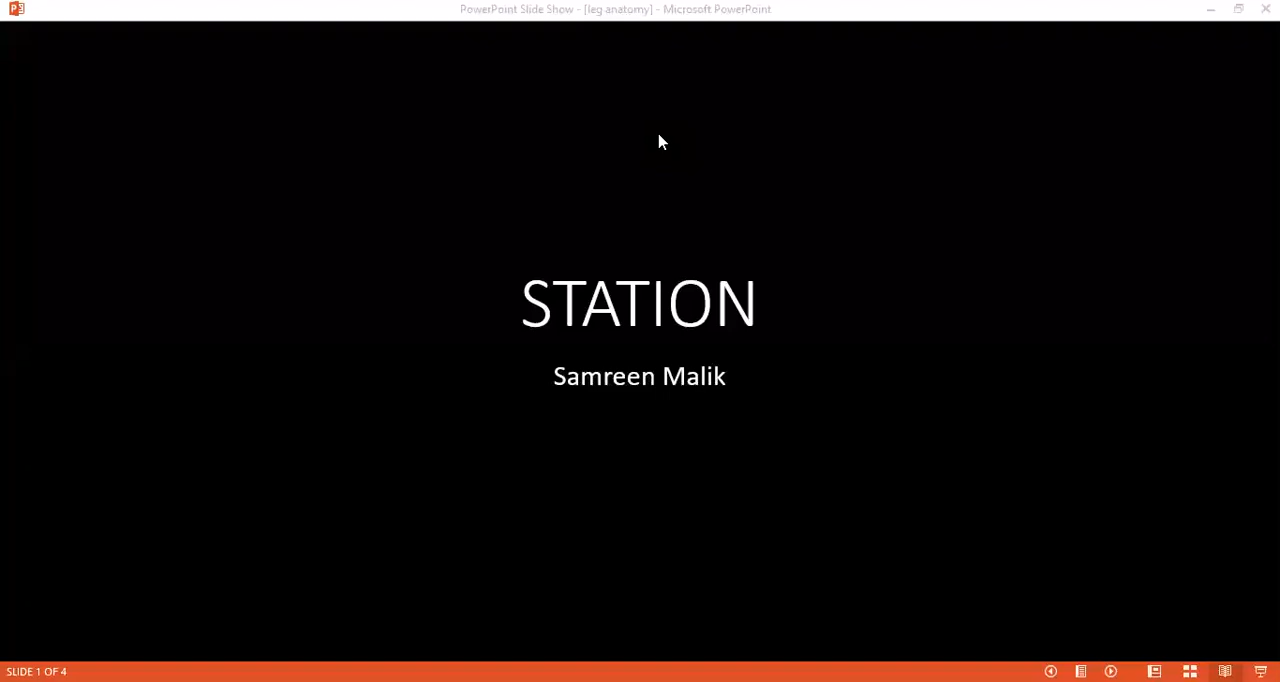 PowerPoint Slide Show - [leg anatomy] - Microsoft PowerPoint
STATION
Samreen Malik
SLIDE 1 OF 4